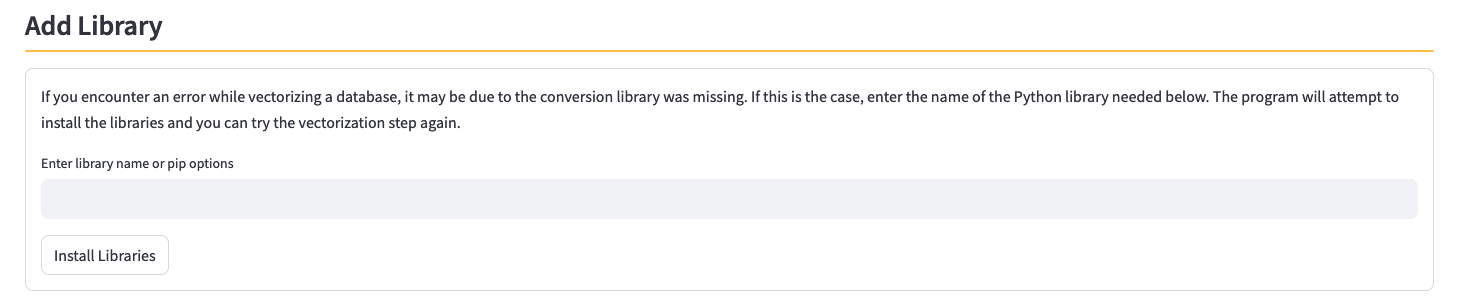 Add Library
If you encounter an error while vectorizing a database, it may be due to the conversion library was missing. If this is the case, enter the name of the Python library needed below. The program will attempt to
install the libraries and you can try the vectorization step again.
Enter library name or pip options
Install Libraries